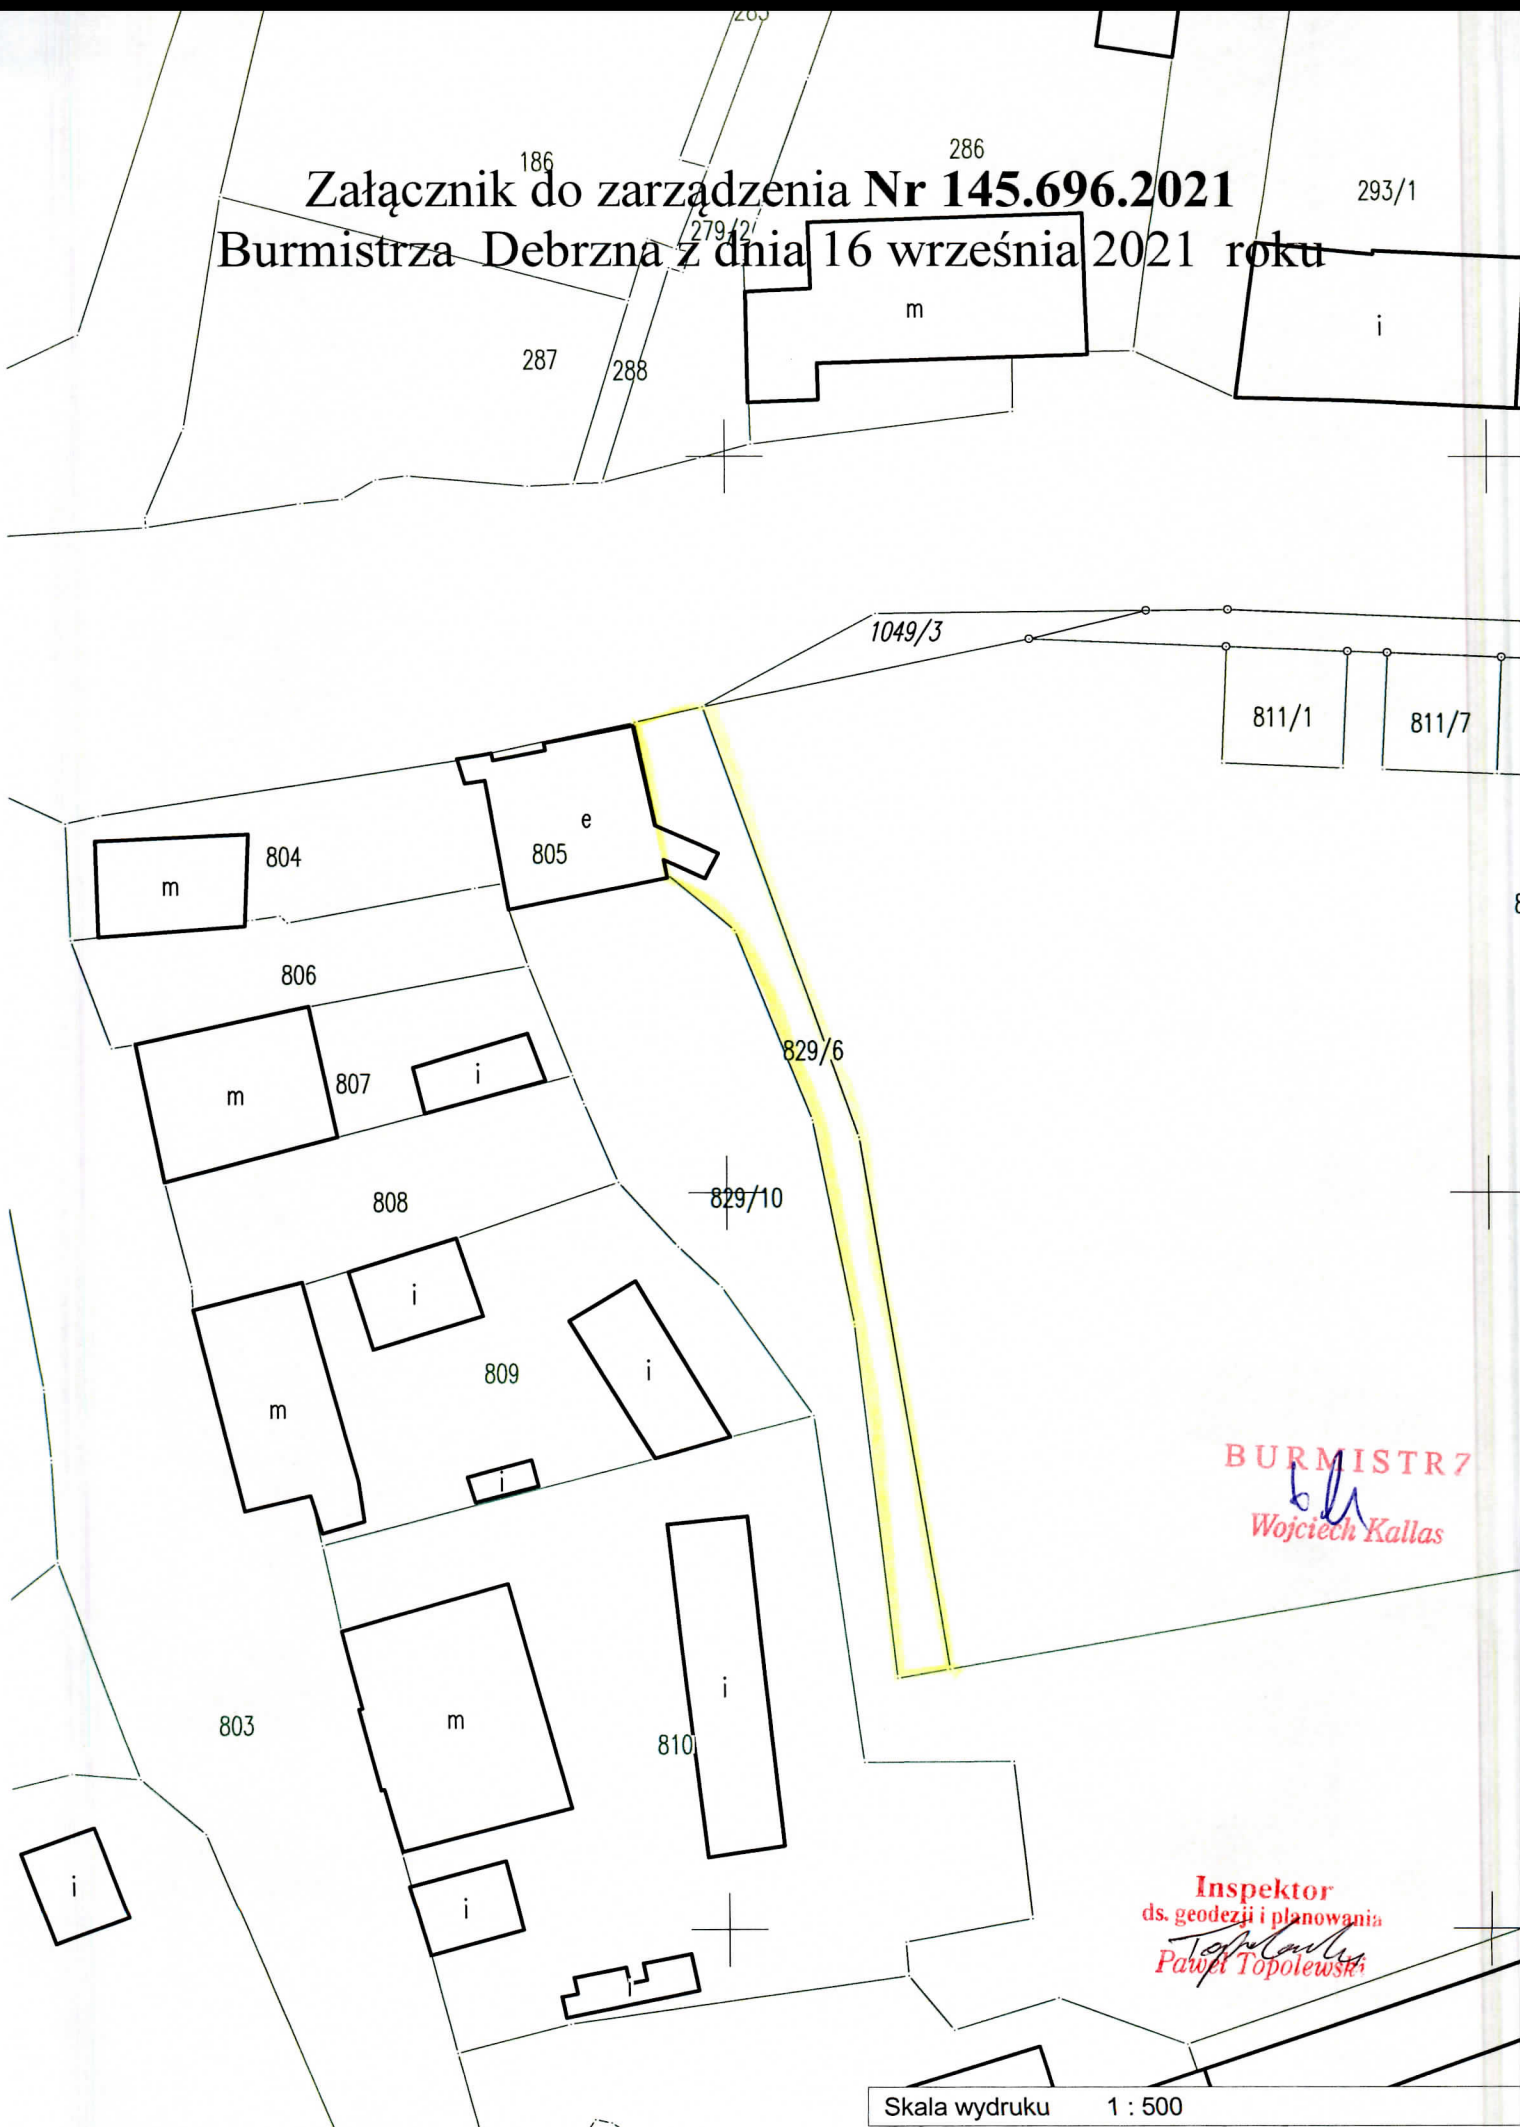 283
186
286
Załącznik do zarządzenia Nr 145.696.2021
293/1
279/2
Burmistrza Debrzna z dnia 16 września 2021 roku
m
i
287
288
1049/3
811/1
811/7
e
804
805
m
8
806
829/6
i
807
m
829/10
808
i
i
809
m
BURMISTRZ
i
Wojciech Kallas
i
803
m
810
i
Inspektor
ds. geodezji i planowania
i
Paweł Topolewski
i
Skala wydruku 1 : 500